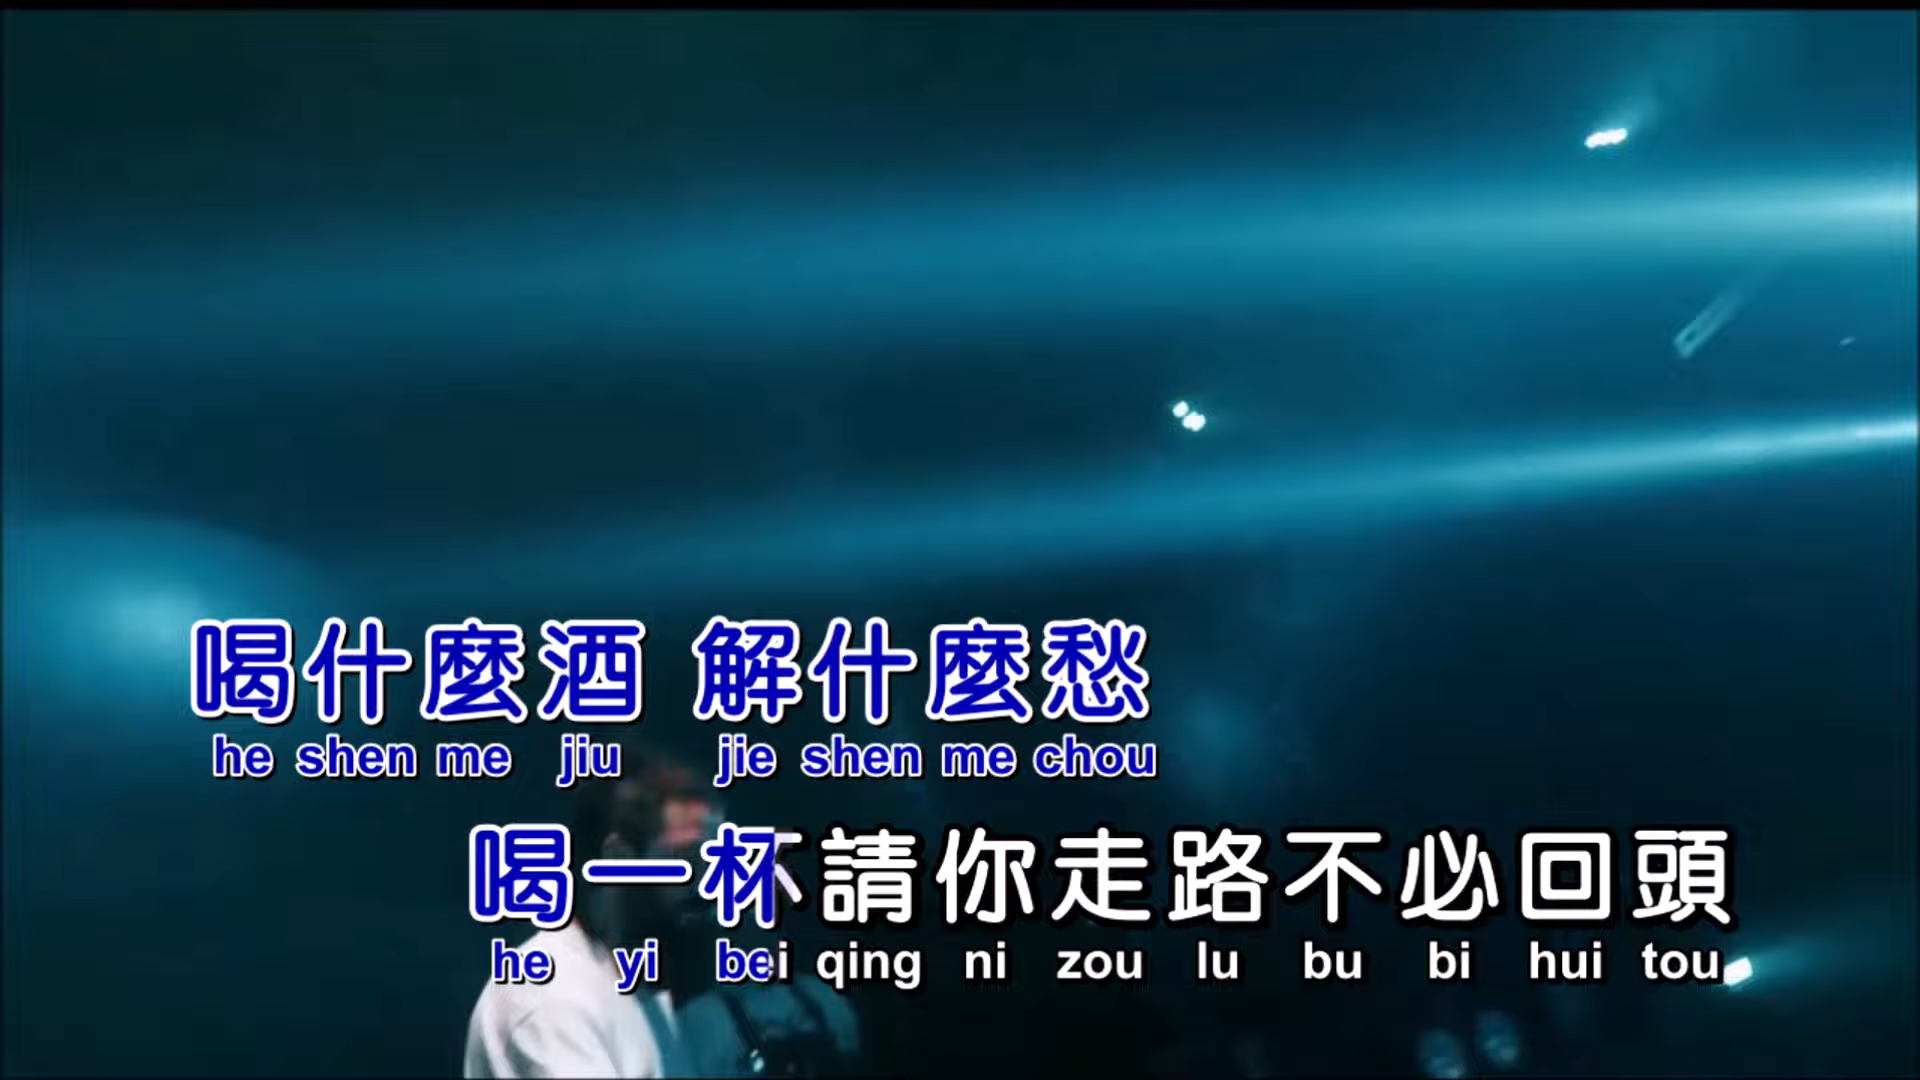 喝什麼酒 解什麼愁
he shen me jiu jie shen me chou
喝一杯請你走路不必回頭
he yi bei qing ni zou lu bu bi hui tou